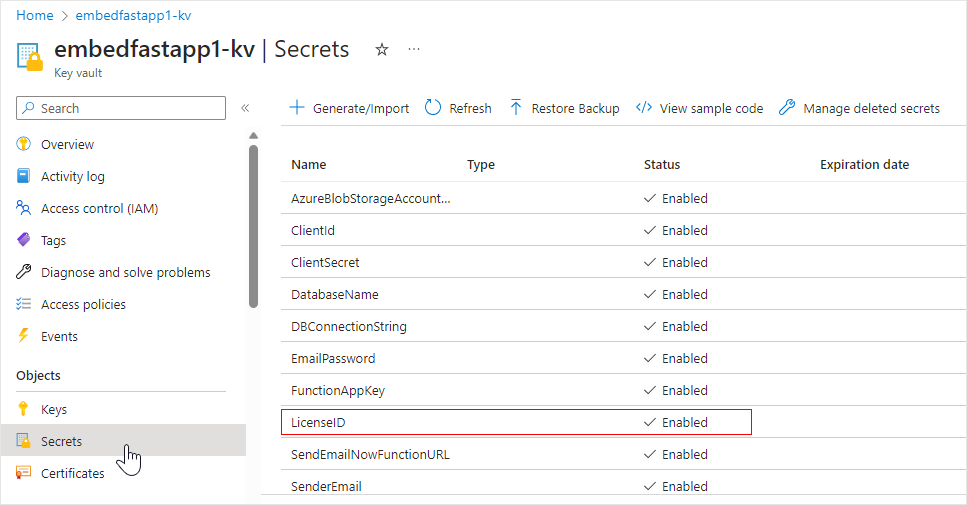 Home > embedfastapp1-kv
embedfastapp1-kv | Secrets ☆ ...
Key vault
Search «
Overview
Activity log
Access control (IAM)
Tags
Diagnose and solve problems
Access policies
Events
Objects
Keys
Secrets
Certificates
Generate/Import Refresh Restore Backup View sample code Manage deleted secrets
Name Type Status Expiration date
AzureBlobStorageAccount... ✓ Enabled
ClientId ✓ Enabled
ClientSecret ✓ Enabled
DatabaseName ✓ Enabled
DBConnectionString ✓ Enabled
EmailPassword ✓ Enabled
FunctionAppKey ✓ Enabled
LicenseID ✓ Enabled
SendEmailNowFunctionURL ✓ Enabled
SenderEmail ✓ Enabled